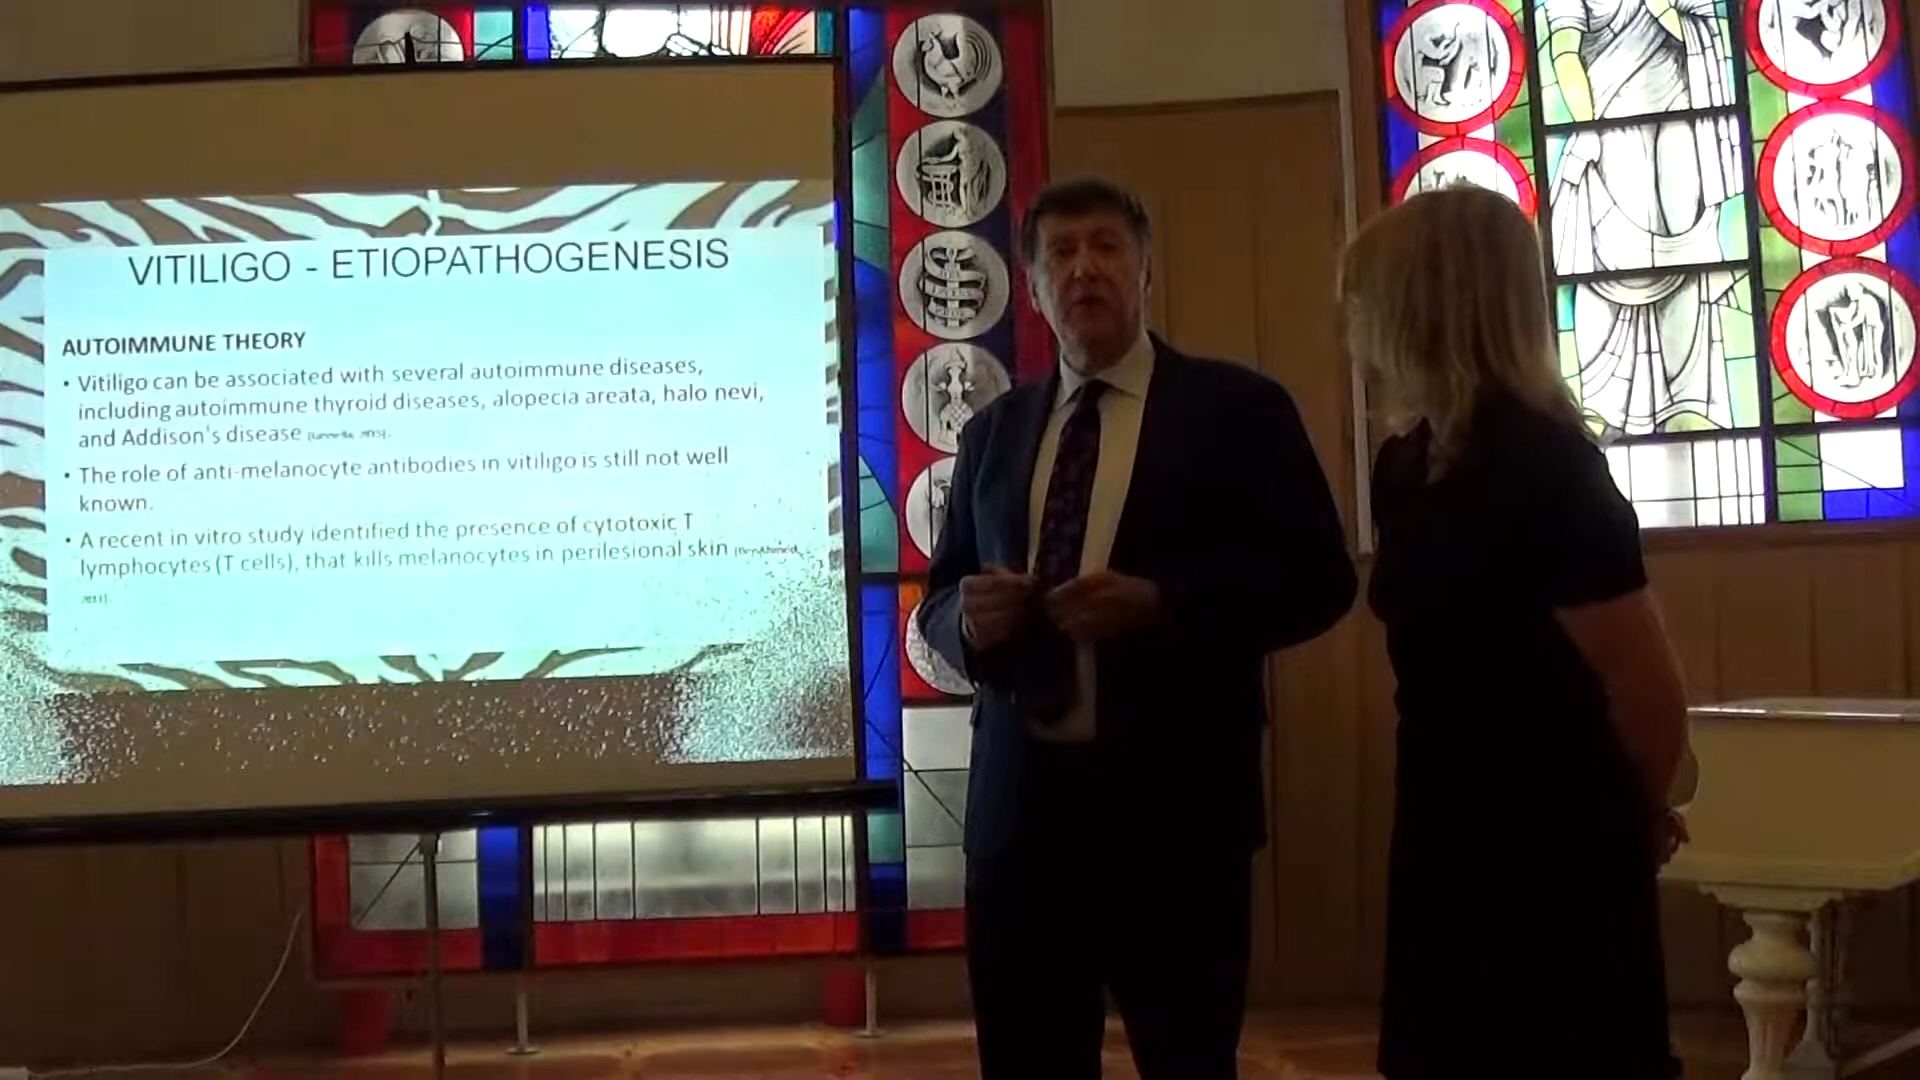 VITILIGO - ETIOPATHOGENESIS
AUTOIMMUNE THEORY
• Vitiligo can be associated with several autoimmune diseases,
including autoimmune thyroid diseases, alopecia areata, halo nevi,
and Addison's disease
• The role of anti-melanocyte antibodies in vitiligo is still not well
known.
• A recent in vitro study identified the presence of cytotoxic T
lymphocytes (T cells), that kills melanocytes in perilesional skin